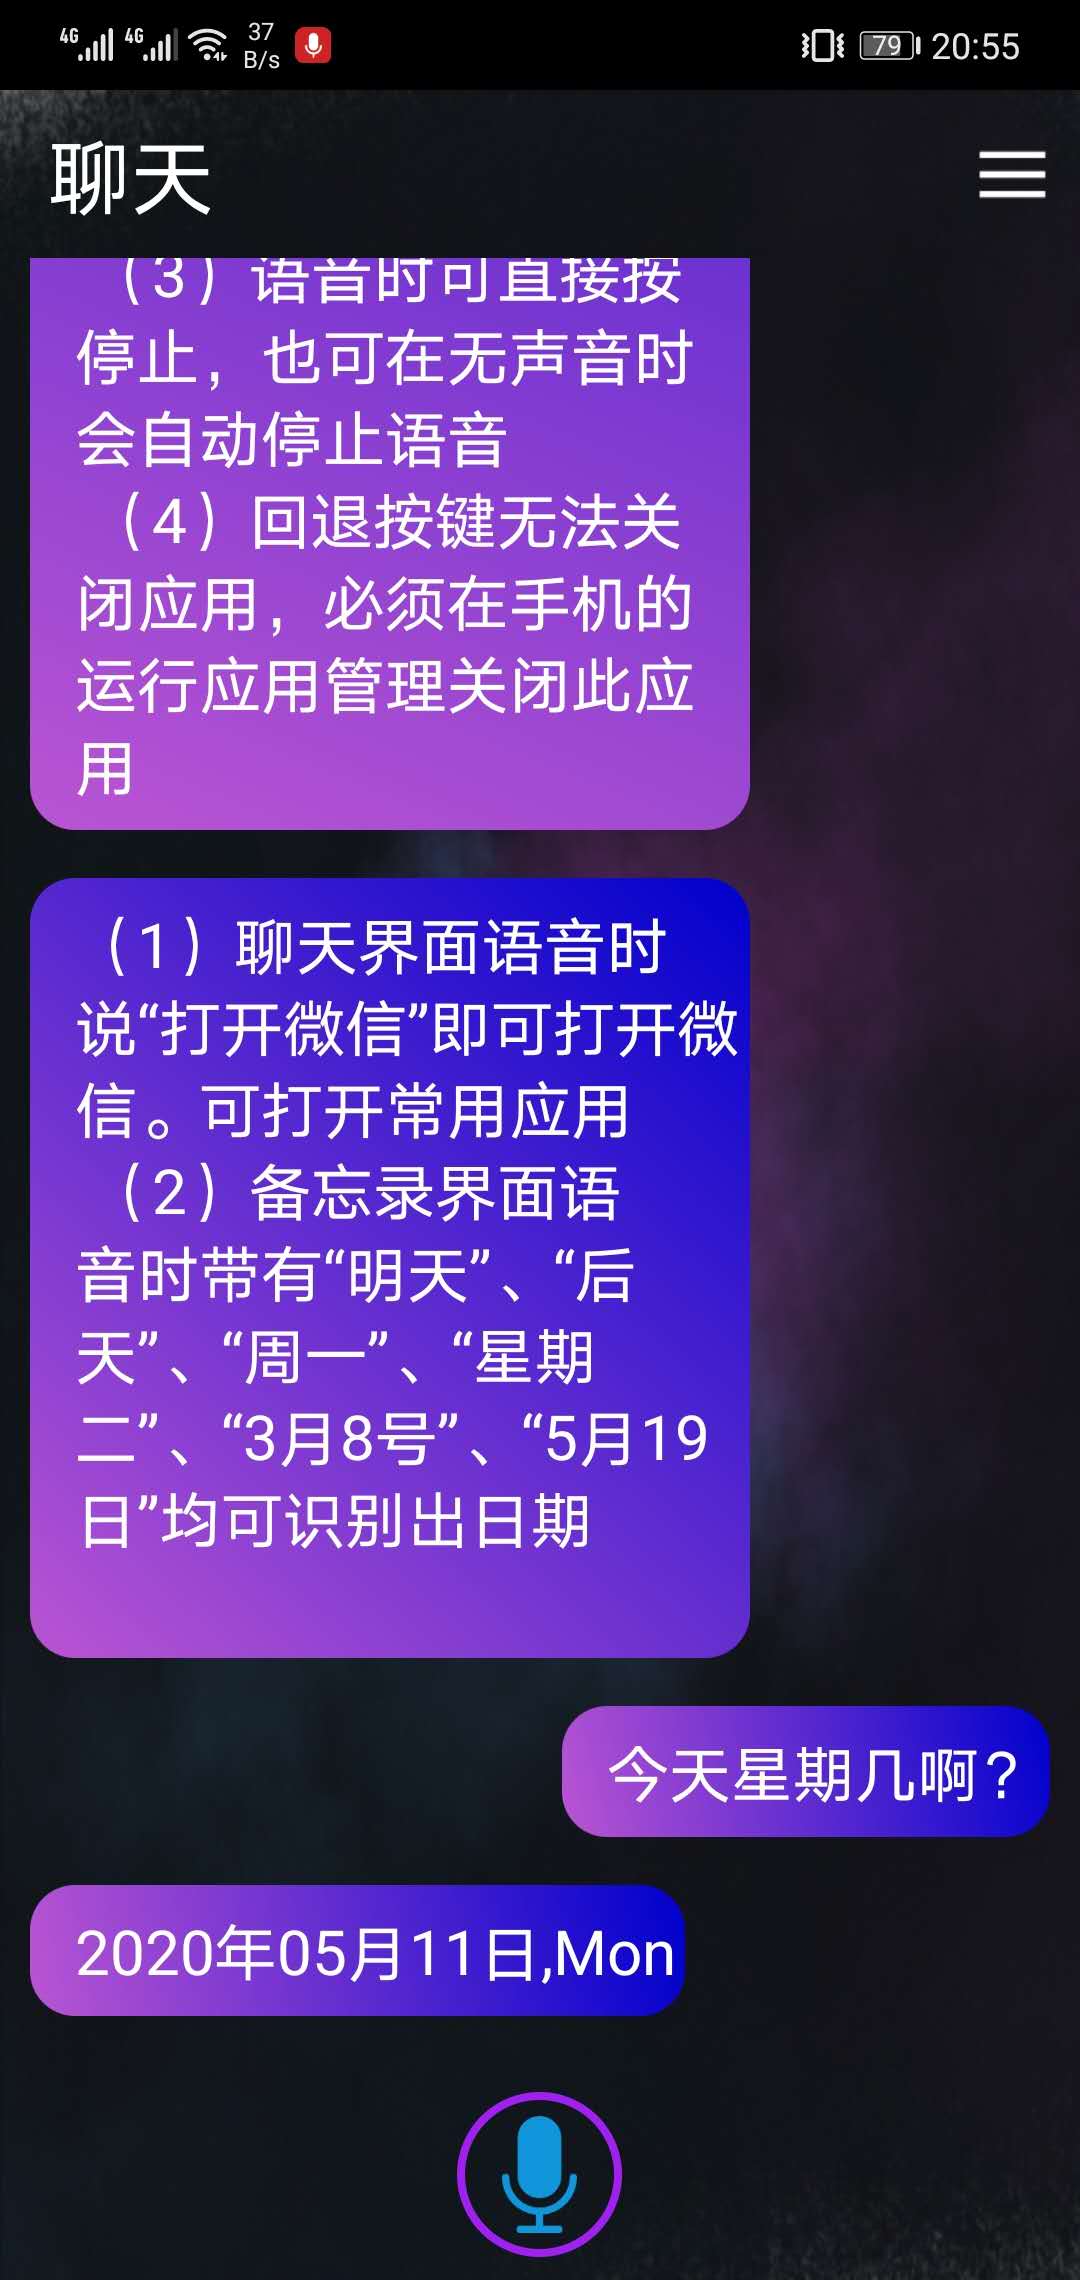 4G 4G 37 B/s 79 20:55
聊天
（3）语音时可直接按
停止，也可在无声音时
会自动停止语音
（4）回退按键无法关
闭应用，必须在手机的
运行应用管理关闭此应
用
（1）聊天界面语音时
说“打开微信”即可打开微
信。可打开常用应用
（2）备忘录界面语
音时带有“明天”、“后
天”、“周一”、“星期
二”、“3月8号”、“5月19
日”均可识别出日期
今天星期几啊?
2020年05月11日,Mon